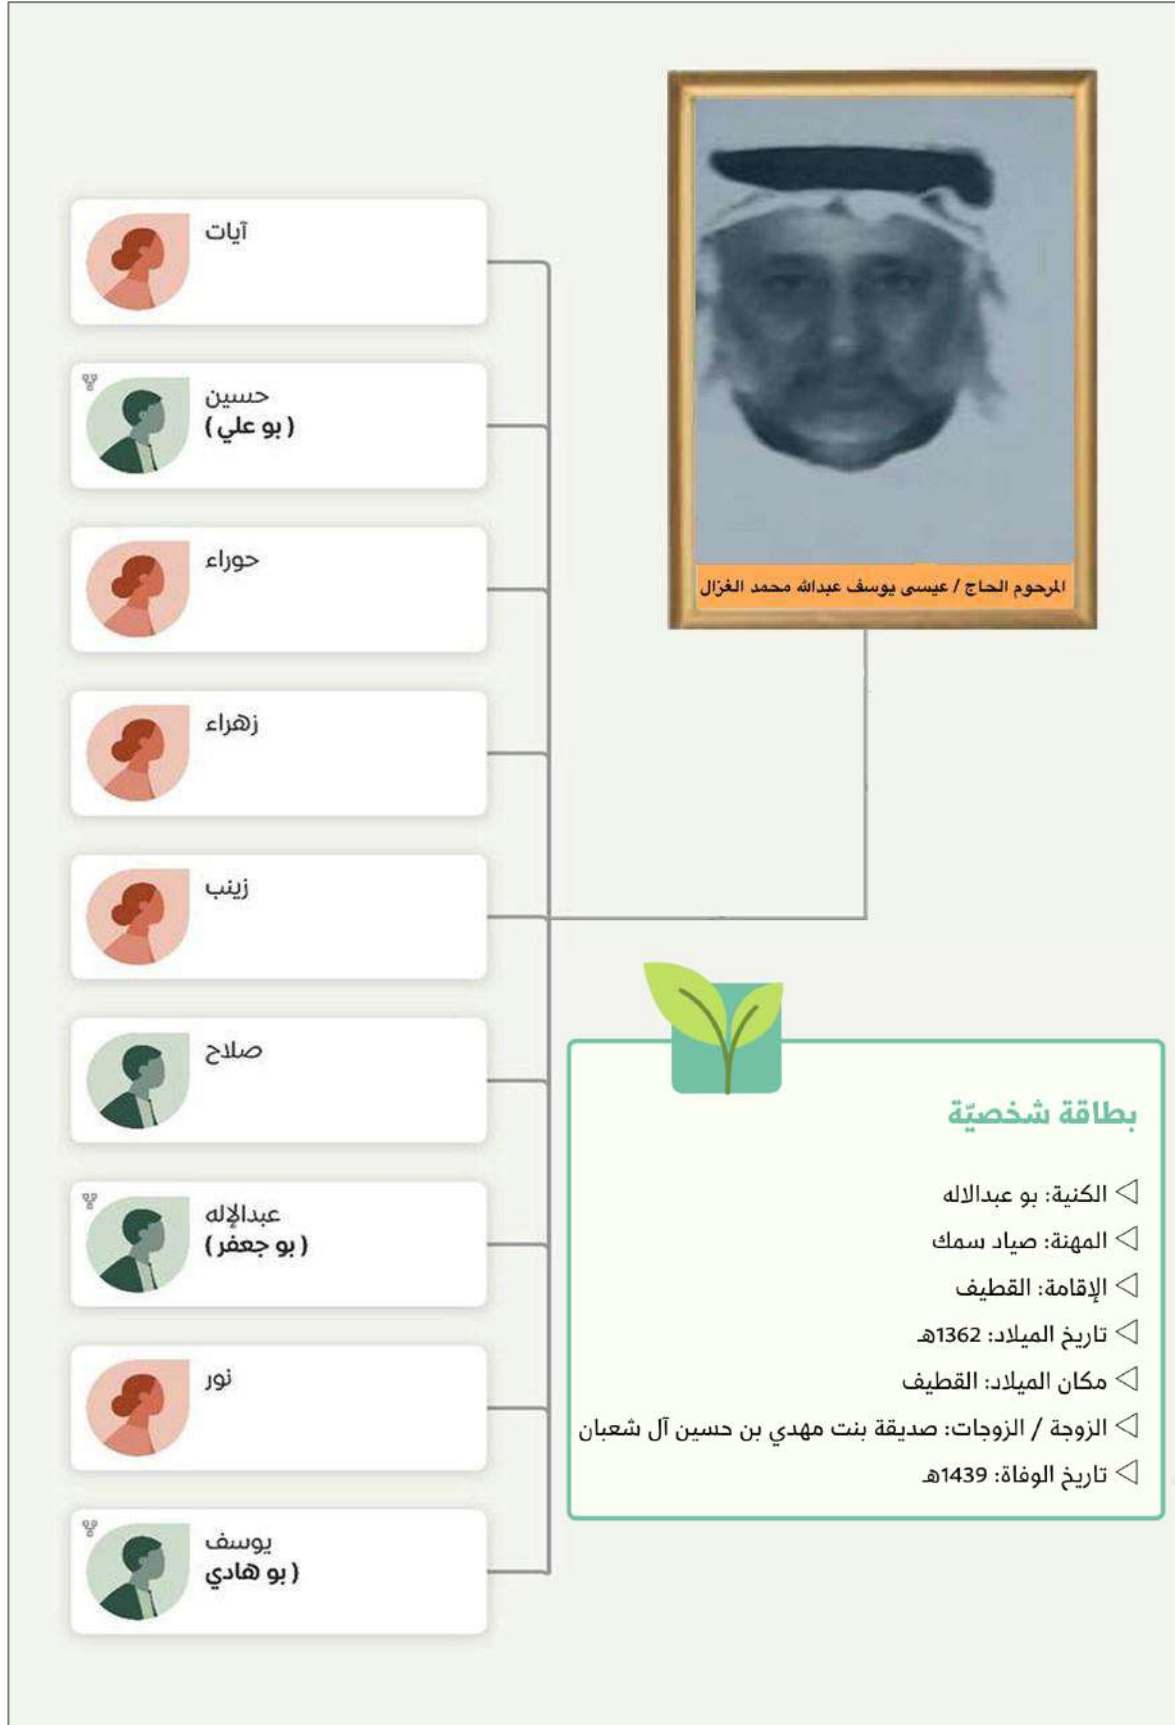 المرحوم الحاج / عيسى يوسف عبدالله محمد الغزال
آيات
حسين
( بو علي )
حوراء
زهراء
زينب
صلاح
عبدالإله
( بو جعفر )
نور
يوسف
( بو هادي
بطاقة شخصيّة
الكنية: بو عبدالاله
المهنة: صياد سمك
الإقامة: القطيف
تاريخ الميلاد: 1362هـ
مكان الميلاد: القطيف
الزوجة / الزوجات: صديقة بنت مهدي بن حسين آل شعبان
تاريخ الوفاة: 1439هـ